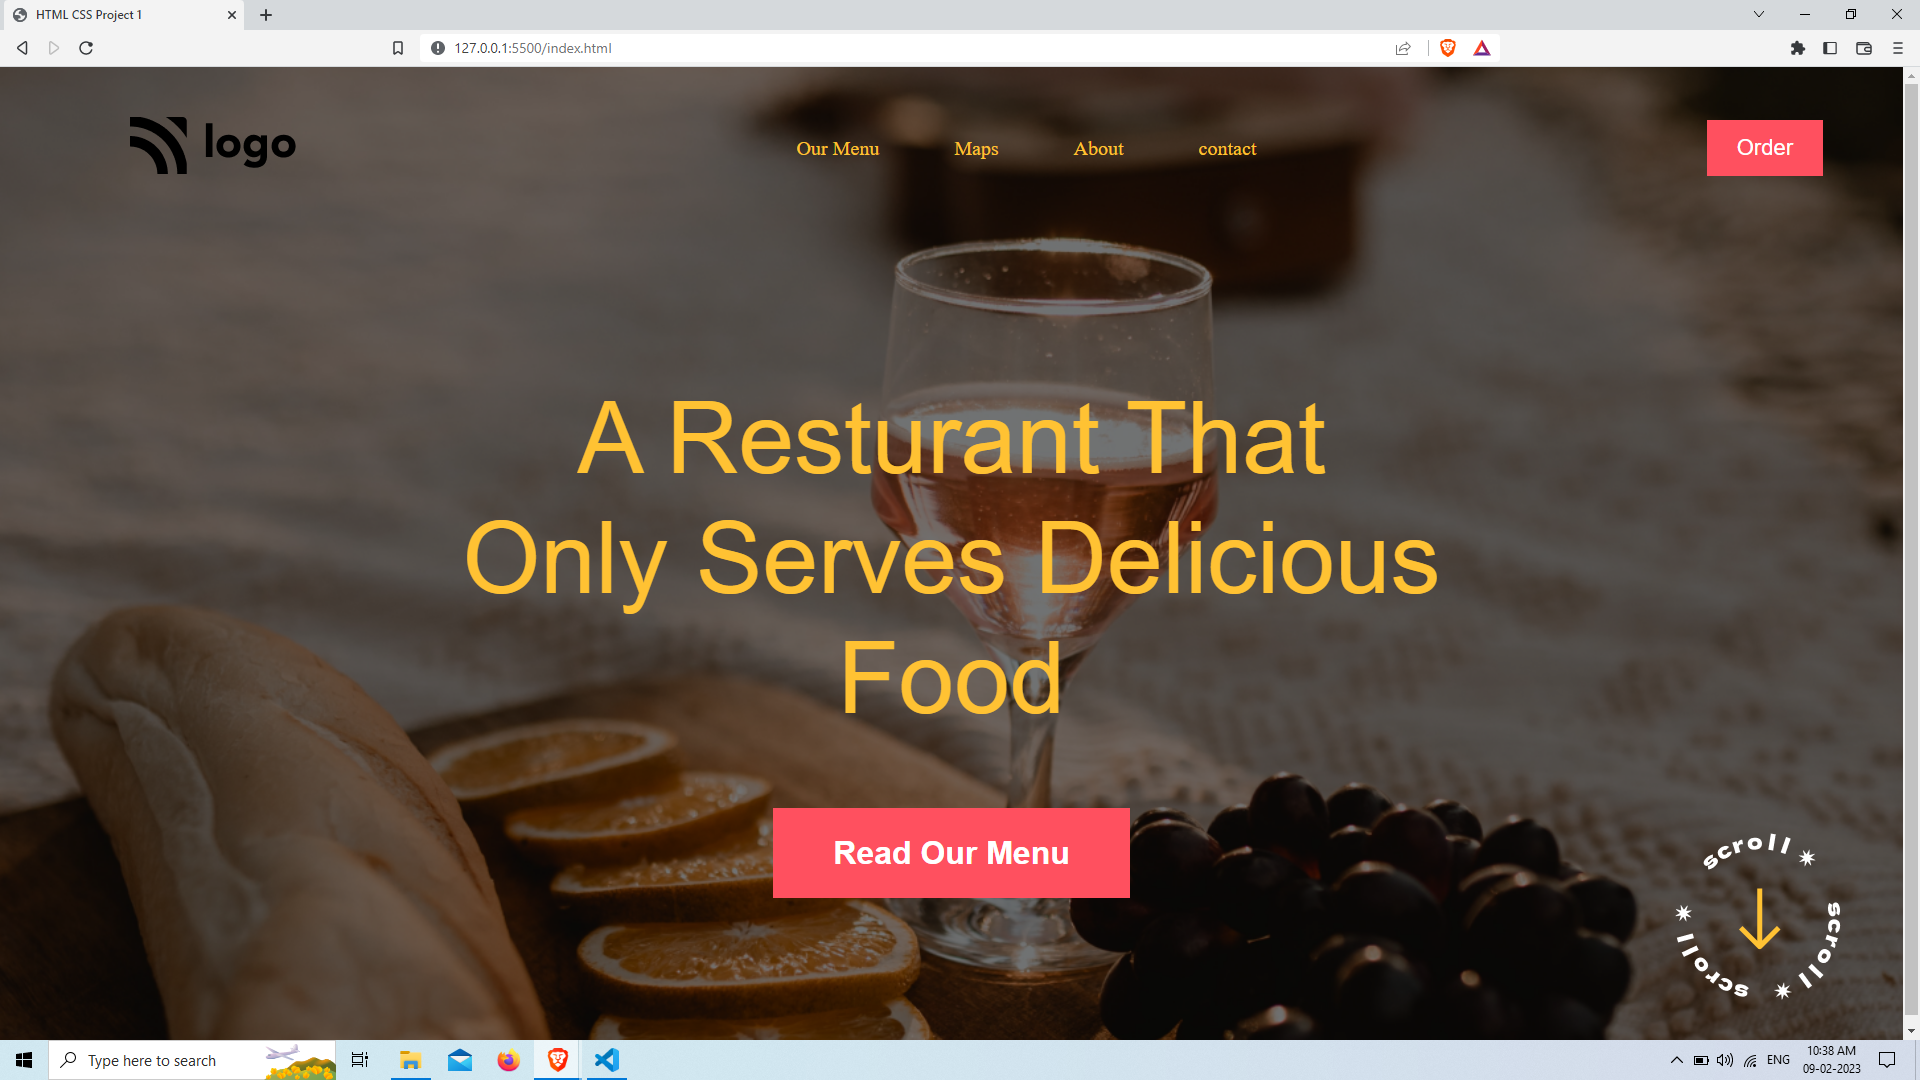 HTML CSS Project 1
127.0.0.1:5500/index.html
logo
Our Menu
Maps
About
contact
Order
A Resturant That
Only Serves Delicious
Food
Read Our Menu
scroll
scroll
scroll
Type here to search
ENG
10:38 AM
09-02-2023